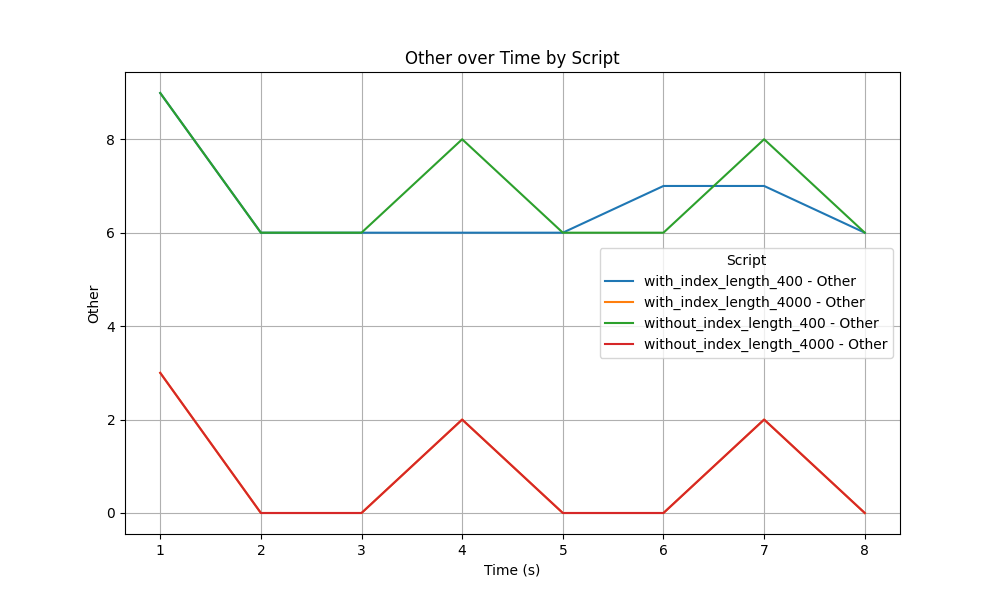 Other over Time by Script
Other
8
6
4
2
0
Script
with_index_length_400 - Other
with_index_length_4000 - Other
without_index_length_400 - Other
without_index_length_4000 - Other
1 2 3 4 5 6 7 8
Time (s)